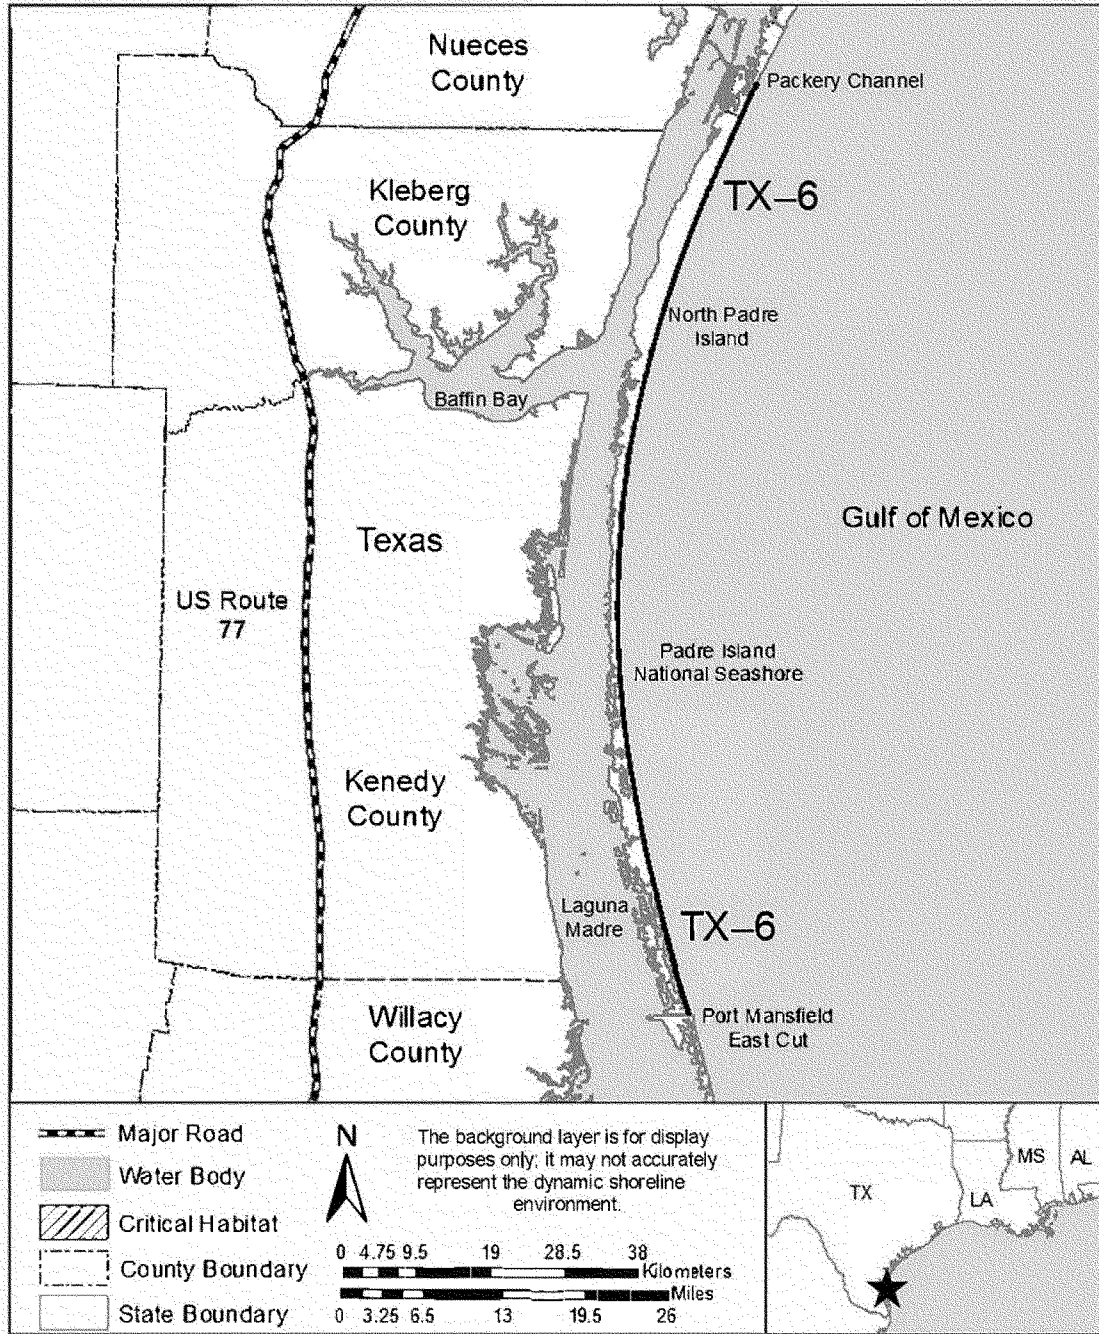 Nueces
County
Packery Channel
TX–6
Kleberg
County
North Padre
Island
Baffin Bay
Gulf of Mexico
Texas
US Route
77
Padre Island
National Seashore
Kenedy
County
Laguna
Madre
TX–6
Port Mansfield
East Cut
Willacy
County
Major Road
Water Body
Critical Habitat
County Boundary
State Boundary
N
The background layer is for display
purposes only; it may not accurately
represent the dynamic shoreline
environment.
0 4.75 9.5 19 28.5 38
Kilometers
Miles
0 3.25 6.5 13 19.5 26
TX
LA
MS
AL